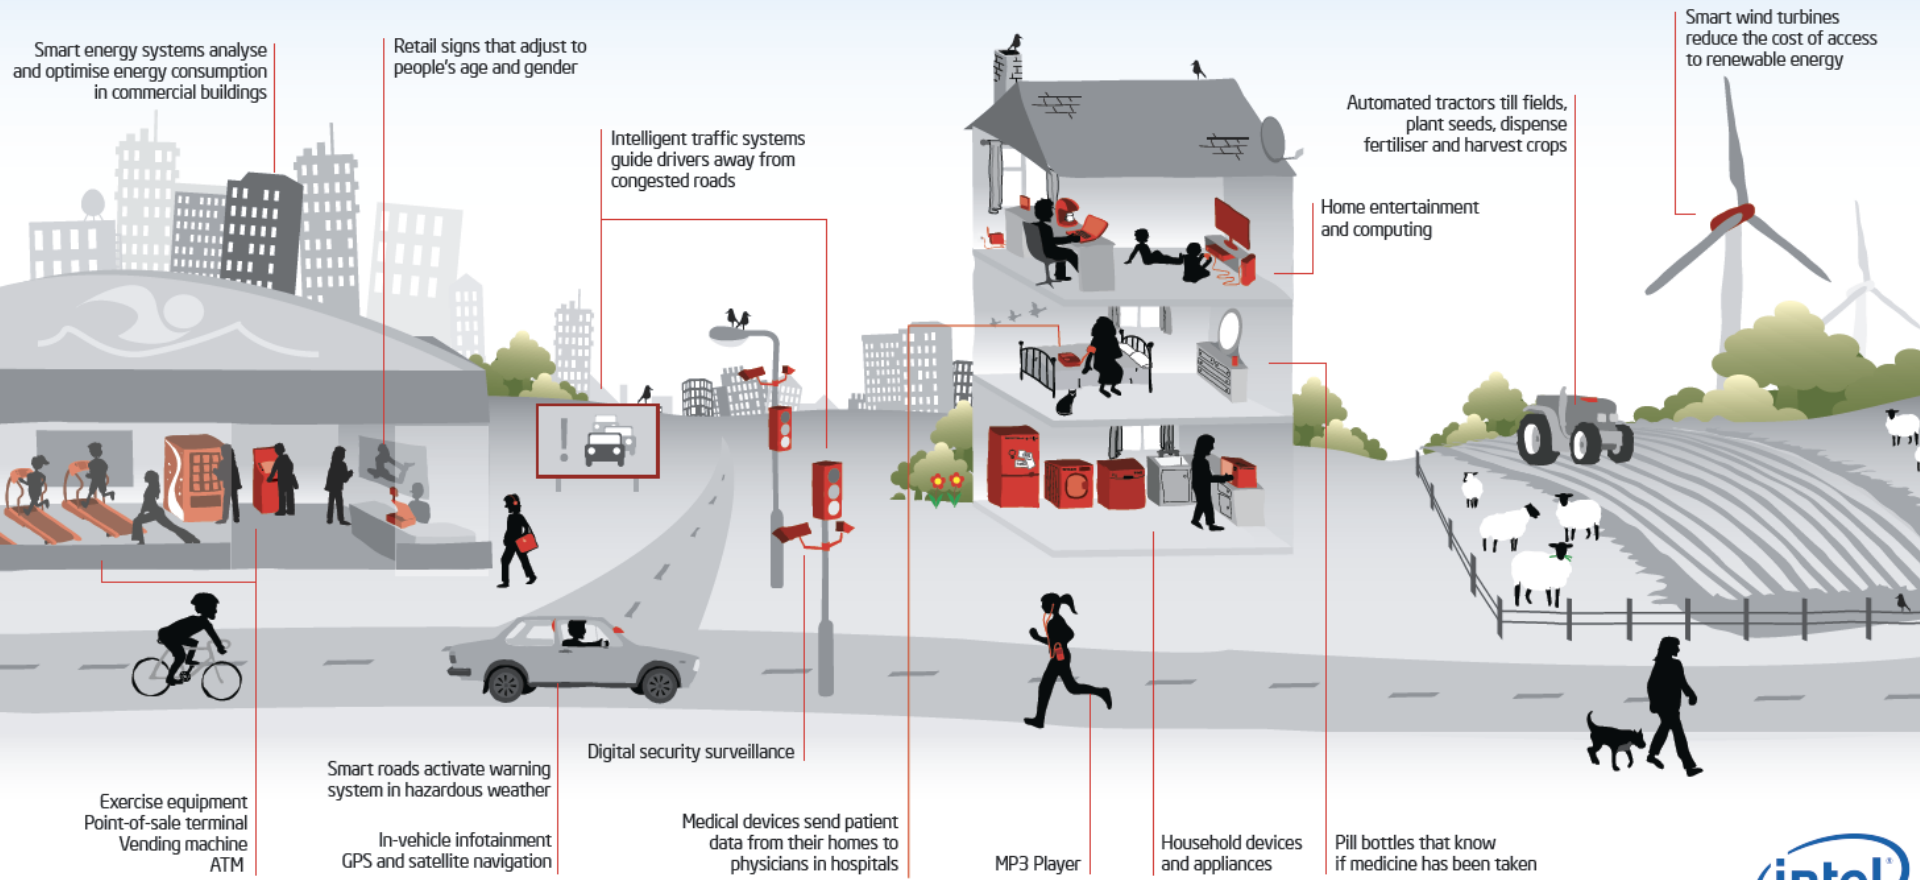 Smart energy systems analyse
and optimise energy consumption
in commercial buildings
Retail signs that adjust to
people's age and gender
Intelligent traffic systems
guide drivers away from
congested roads
Smart wind turbines
reduce the cost of access
to renewable energy
Automated tractors till fields,
plant seeds, dispense
fertiliser and harvest crops
Home entertainment
and computing
!
Exercise equipment
Point-of-sale terminal
Vending machine
ATM
Smart roads activate warning
system in hazardous weather
In-vehicle infotainment
GPS and satellite navigation
Digital security surveillance
Medical devices send patient
data from their homes to
physicians in hospitals
MP3 Player
Household devices
and appliances
Pill bottles that know
if medicine has been taken
intel